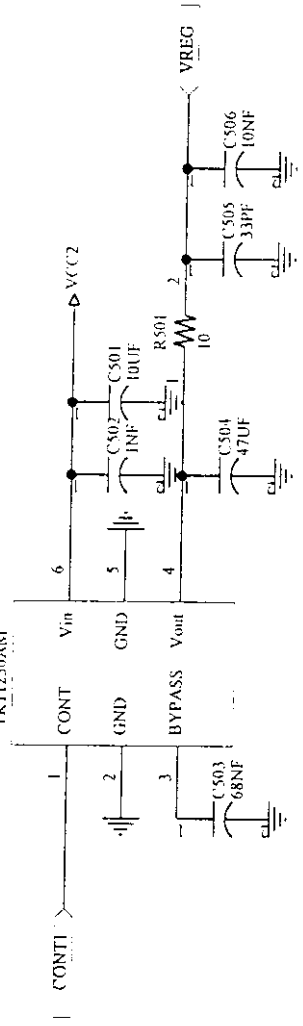 CONT1
1
CONT
6
Vin
VCC2
2
GND
5
GND
3
BYPASS
4
Vout
C503
68NF
C502
1NF
C501
10UF
C504
47UF
R501
10
2
C505
33PF
C506
10NF
VREG